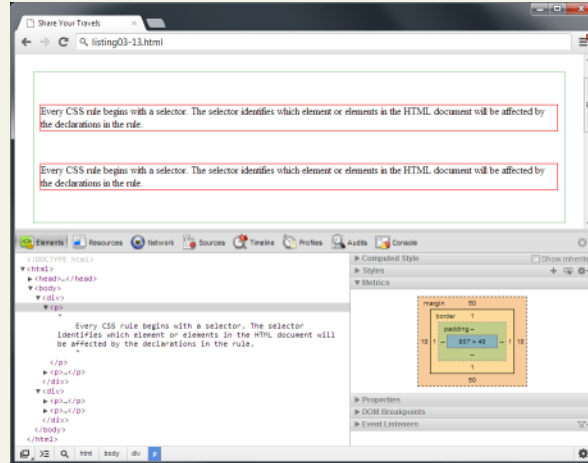 Share Your Travels
listing03-13.html
Every CSS rule begins with a selector. The selector identifies which element or elements in the HTML document will be affected by
the declarations in the rule.
Every CSS rule begins with a selector. The selector identifies which element or elements in the HTML document will be affected by
the declarations in the rule.
Elements Resources Network Sources Timeline Profiles Audits Console
<!DOCTYPE html>
▼<html>
▶<head>…</head>
▼<body>
▼<div>
▼<p>
"
Every CSS rule begins with a selector. The selector
identifies which element or elements in the HTML document will
be affected by the declarations in the rule.
"
</p>
▶<p>…</p>
</div>
▼<div>
▶<p>…</p>
▶<p>…</p>
</div>
</body>
</html>
▶ Computed Style Show inherite
▶ Styles
▼ Metrics
margin 50
border 1
padding –
10 1 –  – 1 10
–
1
50
▶ Properties
▶ DOM Breakpoints
▶ Event Listeners
html body div p